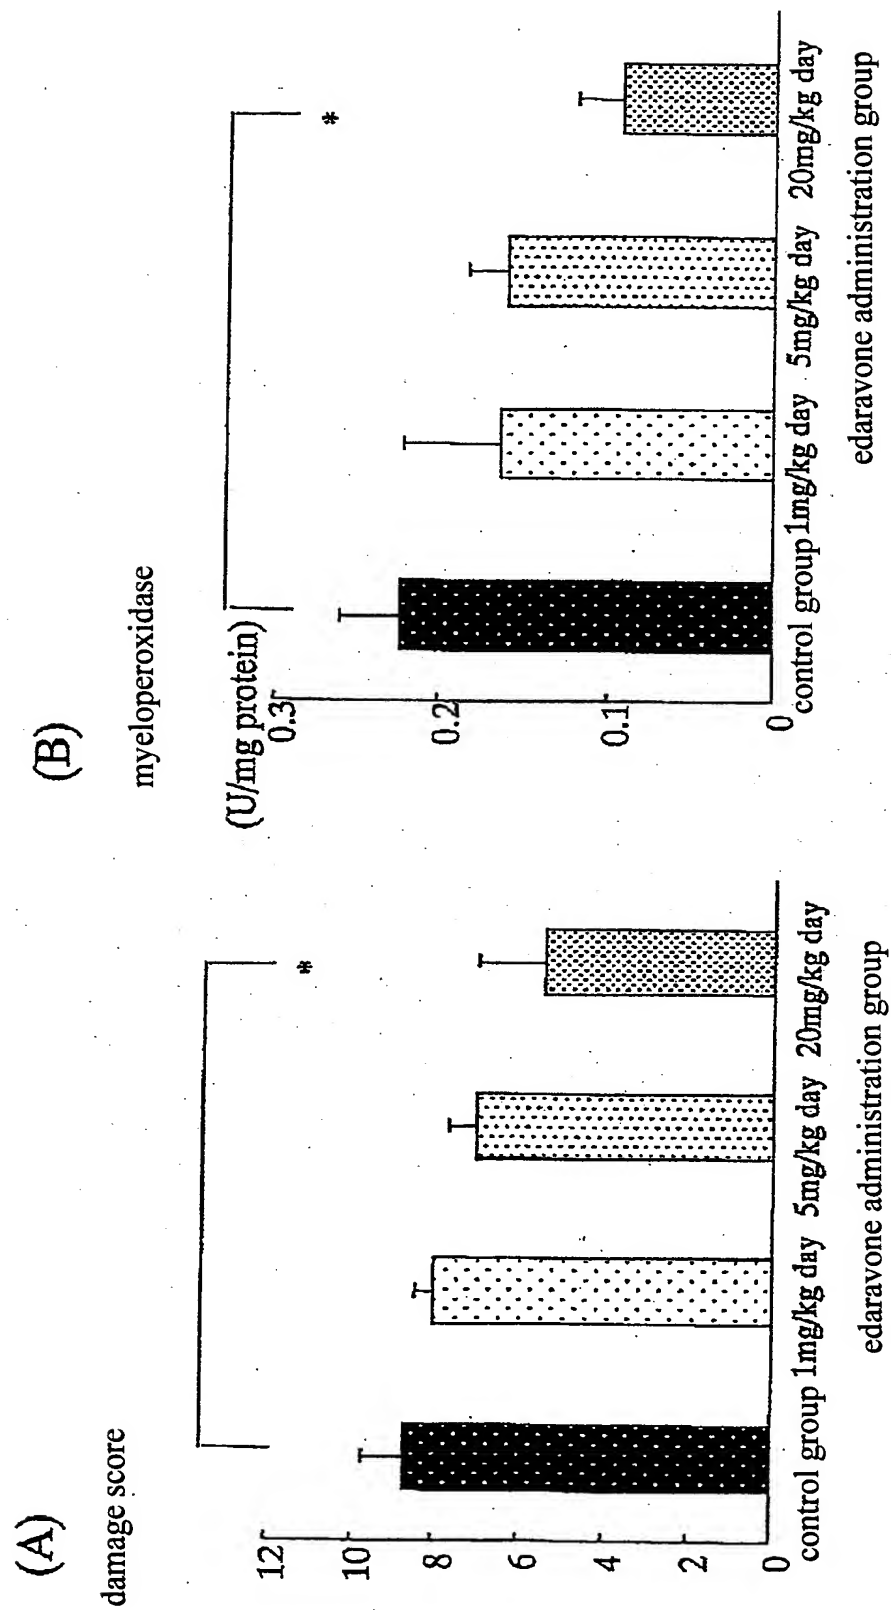 (A)
damage score
12
10
8
6
4
2
0
control group 1mg/kg day 5mg/kg day 20mg/kg day
edaravone administration group
*
(B)
myeloperoxidase
(U/mg protein)
0.3
0.2
0.1
0
control group 1mg/kg day 5mg/kg day 20mg/kg day
edaravone administration group
*